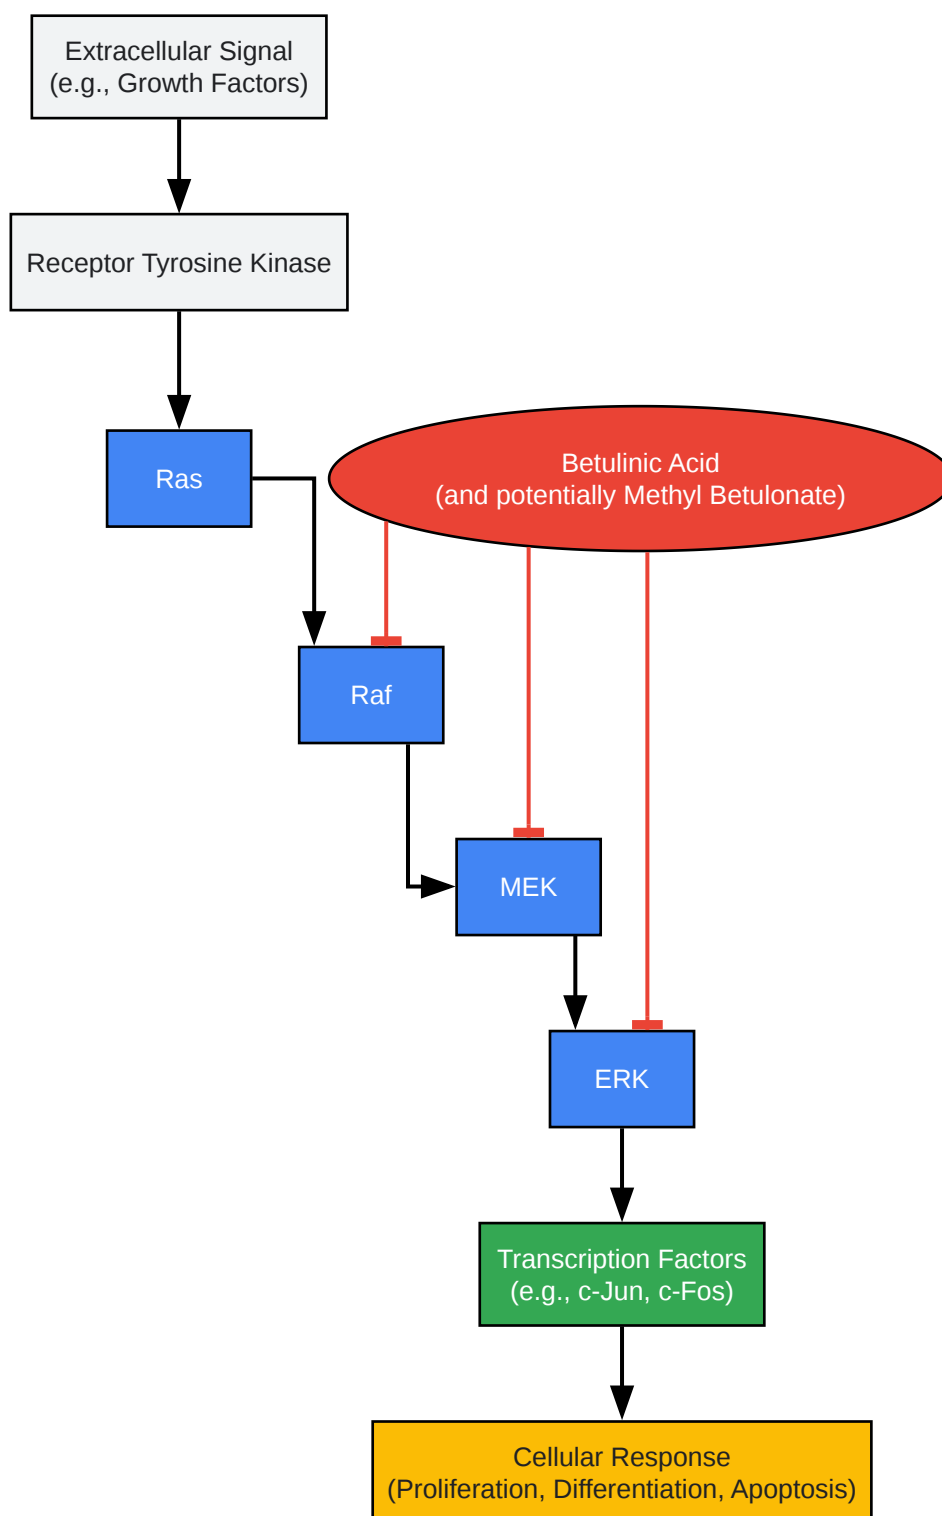 Extracellular Signal
(e.g., Growth Factors)
Receptor Tyrosine Kinase
Ras
Betulinic Acid
(and potentially Methyl Betulonate)
Raf
MEK
ERK
Transcription Factors
(e.g., c-Jun, c-Fos)
Cellular Response
(Proliferation, Differentiation, Apoptosis)